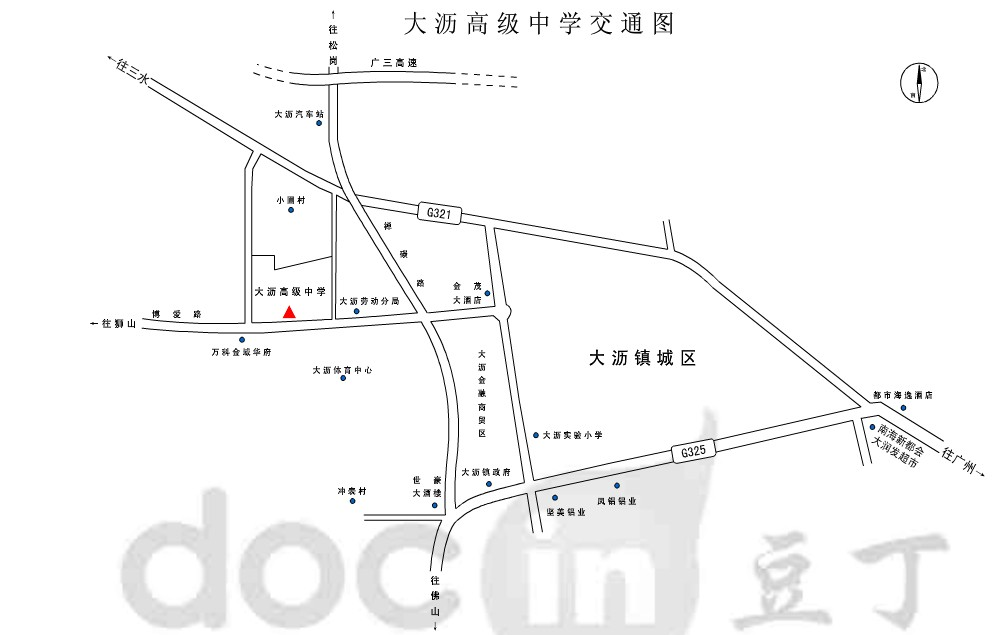 大沥高级中学交通图
往松岗
广三高速
往三水
北
南
大沥汽车站
小圃村
G321
禅碳路
金茂
大酒店
大沥高级中学
大沥劳动分局
博爱路
往狮山
万科金域华府
大沥体育中心
大沥金融商贸区
大沥镇城区
都市海逸酒店
南海新都会
大润发超市
往广州
大沥实验小学
G325
大沥镇政府
世豪
大酒楼
冲表村
坚美铝业
凤铝铝业
往佛山
docin
豆丁